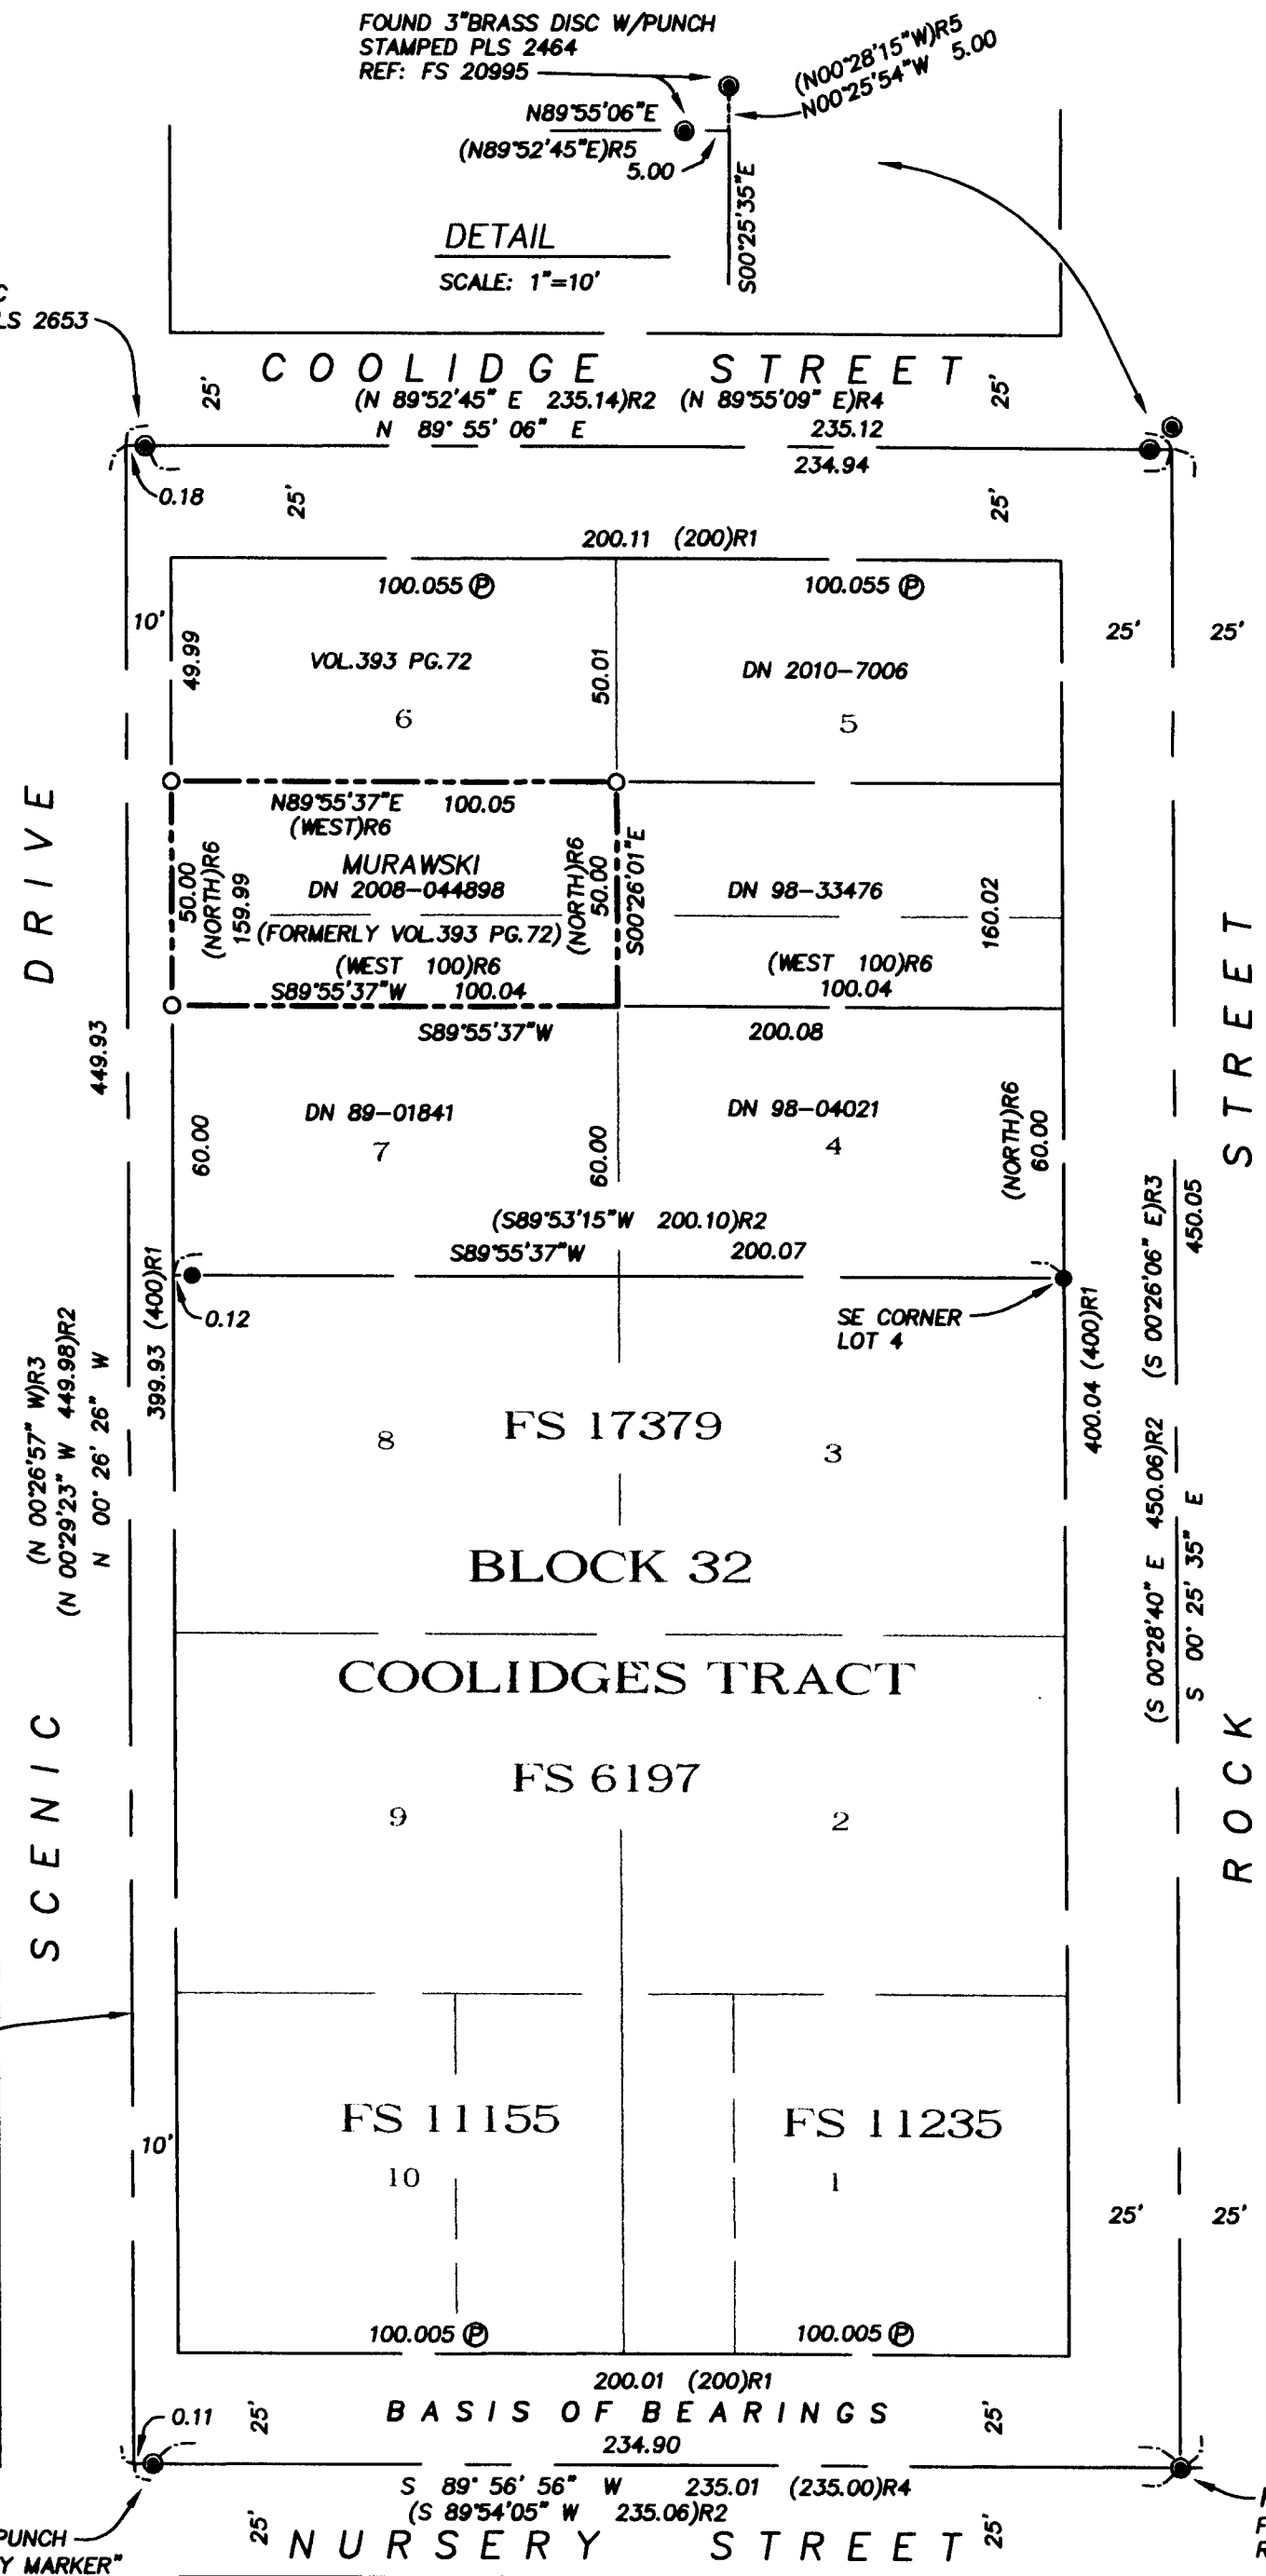 FOUND 3"BRASS DISC W/PUNCH
STAMPED PLS 2464
REF: FS 20995
(N00°28'15"W)R5
N00°25'54"W 5.00
N89°55'06"E
(N89°52'45"E)R5
5.00
S00°25'35"E
DETAIL
SCALE: 1"=10'
LS 2653
COOLIDGE STREET
25'
25'
(N 89°52'45" E 235.14)R2 (N 89°55'09" E)R4
N 89° 55' 06" E 235.12
234.94
0.18
25'
25'
200.11 (200)R1
100.055 Ⓟ
100.055 Ⓟ
10'
25'
25'
49.99
VOL.393 PG.72
50.01
DN 2010-7006
6
5
N89°55'37"E 100.05
(WEST)R6
MURAWSKI
DN 2008-044898
(FORMERLY VOL.393 PG.72)
50.00
(NORTH)R6
159.99
(NORTH)R6
50.00
S00°26'01"E
DN 98-33476
160.02
(WEST 100)R6
S89°55'37"W 100.04
(WEST 100)R6
100.04
S89°55'37"W 200.08
449.93
60.00
DN 89-01841
7
60.00
DN 98-04021
4
(NORTH)R6
60.00
(S89°53'15"W 200.10)R2
S89°55'37"W 200.07
0.12
SE CORNER
LOT 4
399.93 (400)R1
400.04 (400)R1
(N 00°26'57" W)R3
(N 00°29'23" W 449.98)R2
N 00° 26' 26" W
(S 00°26'06" E)R3
450.05
(S 00°28'40" E 450.06)R2
S 00° 25' 35" E
SCENIC DRIVE
ROCK STREET
8
FS 17379
3
BLOCK 32
COOLIDGES TRACT
FS 6197
9
2
FS 11155
10
FS 11235
1
10'
25'
25'
100.005 Ⓟ
100.005 Ⓟ
200.01 (200)R1
0.11
25'
BASIS OF BEARINGS
25'
234.90
S 89° 56' 56" W 235.01 (235.00)R4
(S 89°54'05" W 235.06)R2
25'
25'
NURSERY STREET
PUNCH
Y MARKER"